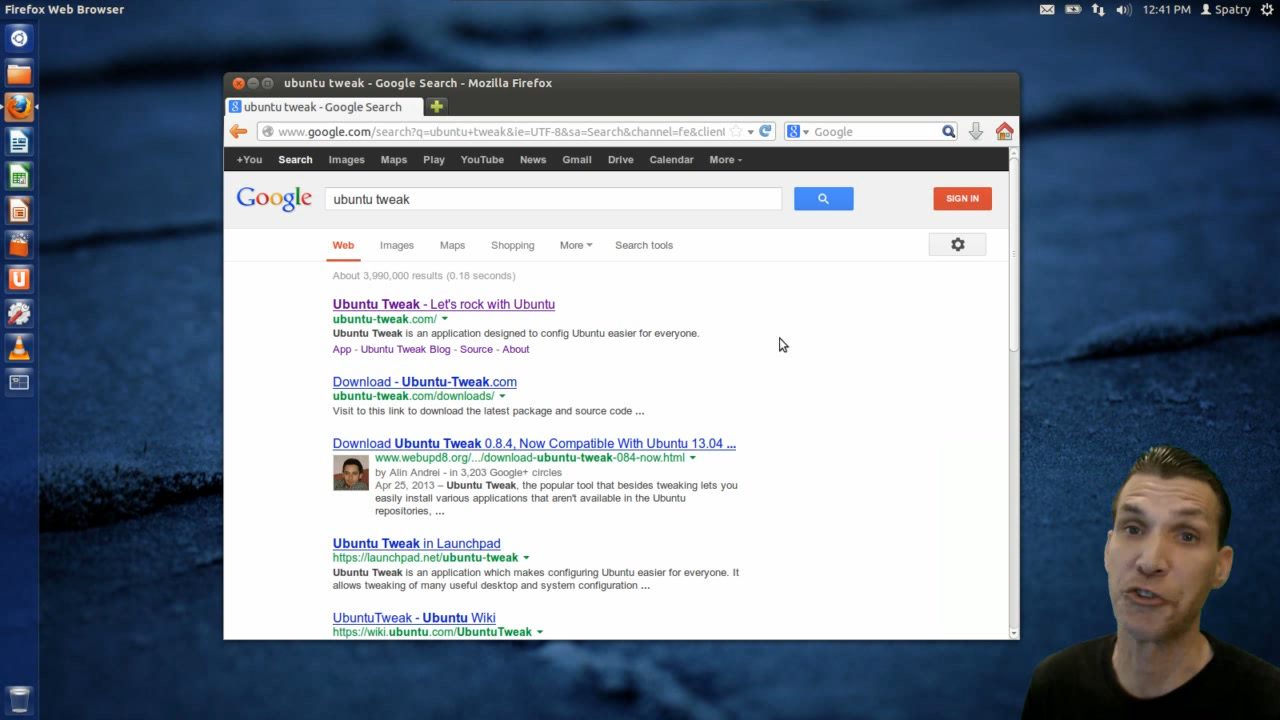 Firefox Web Browser
12:41 PM Spatry
ubuntu tweak - Google Search - Mozilla Firefox
ubuntu tweak - Google Search
www.google.com/search?q=ubuntu+tweak&ie=UTF-8&sa=Search&channel=fe&client
Google
+You Search Images Maps Play YouTube News Gmail Drive Calendar More
Google ubuntu tweak SIGN IN
Web Images Maps Shopping More Search tools
About 3,990,000 results (0.18 seconds)
Ubuntu Tweak - Let's rock with Ubuntu
ubuntu-tweak.com/
Ubuntu Tweak is an application designed to config Ubuntu easier for everyone.
App - Ubuntu Tweak Blog - Source - About
Download - Ubuntu-Tweak.com
ubuntu-tweak.com/downloads/
Visit to this link to download the latest package and source code ...
Download Ubuntu Tweak 0.8.4, Now Compatible With Ubuntu 13.04 ...
www.webupd8.org/.../download-ubuntu-tweak-084-now.html
by Alin Andrei - in 3,203 Google+ circles
Apr 25, 2013 – Ubuntu Tweak, the popular tool that besides tweaking lets you
easily install various applications that aren't available in the Ubuntu
repositories, ...
Ubuntu Tweak in Launchpad
https://launchpad.net/ubuntu-tweak
Ubuntu Tweak is an application which makes configuring Ubuntu easier for everyone. It
allows tweaking of many useful desktop and system configuration ...
UbuntuTweak - Ubuntu Wiki
https://wiki.ubuntu.com/UbuntuTweak